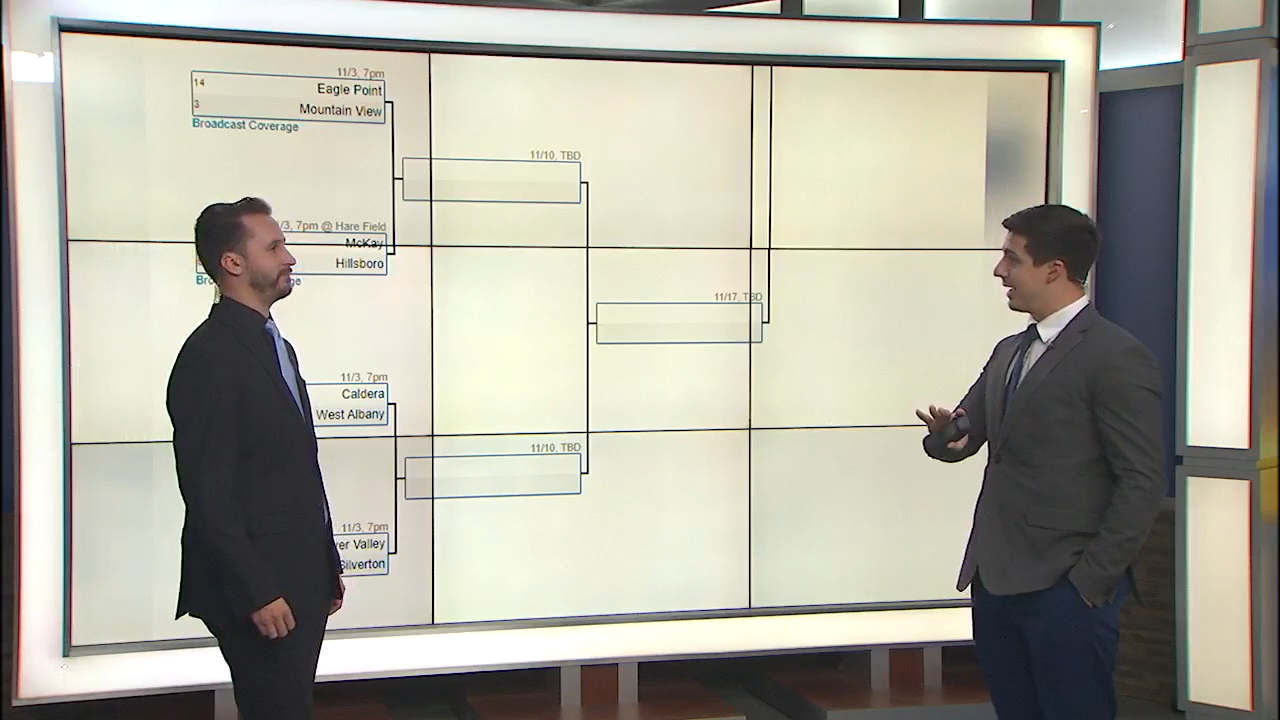 11/3, 7pm
14
Eagle Point
3
Mountain View
Broadcast Coverage
11/10, TBD
3, 7pm @ Hare Field
McKay
Hillsboro
11/17, TBD
11/3, 7pm
Caldera
West Albany
11/10, TBD
11/3, 7pm
Valley
Silverton